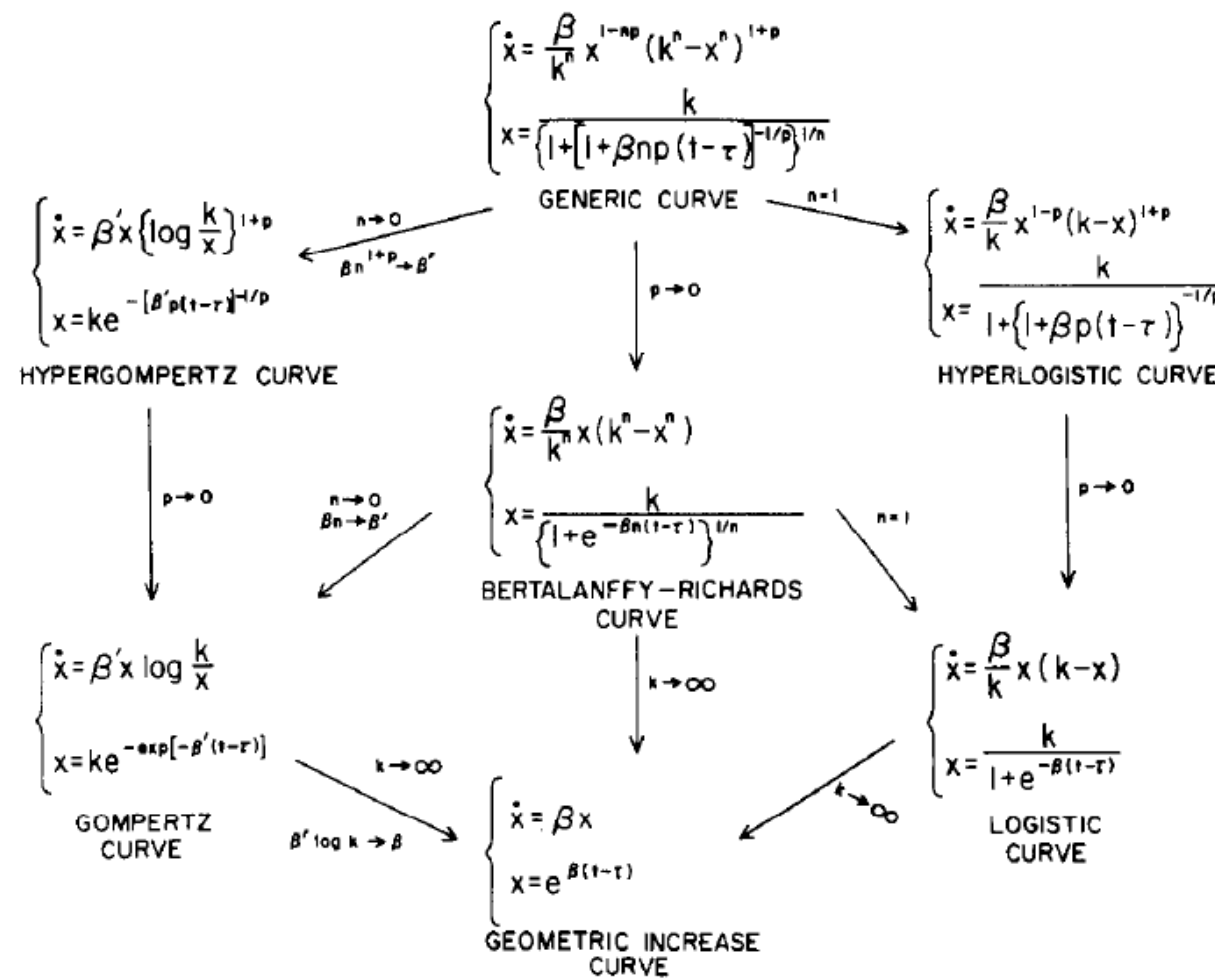 ẋ = β/kⁿ x^(1-np) (kⁿ-xⁿ)^(1+p)
x = k/{1+[1+βnp(t-τ)]^(-1/p)}^(1/n)
GENERIC CURVE
n→0
βn^(1+p)→β'
n=1
p→0
ẋ = β'x{log k/x}^(1+p)
x = ke^(-[β'p(t-τ)]^(-1/p))
HYPERGOMPERTZ CURVE
ẋ = β/k x^(1-p) (k-x)^(1+p)
x = k/1+{1+βp(t-τ)}^(-1/p)
HYPERLOGISTIC CURVE
p→0
n→0
βn→β'
ẋ = β/kⁿ x(kⁿ-xⁿ)
x = k/{1+e^(-βn(t-τ))}^(1/n)
BERTALANFFY-RICHARDS
CURVE
n=1
p→0
ẋ = β'x log k/x
x = ke^(-exp[-β'(t-τ)])
GOMPERTZ
CURVE
k→∞
β' log k → β
k→∞
ẋ = βx
x = e^(β(t-τ))
GEOMETRIC INCREASE
CURVE
k→∞
ẋ = β/k x(k-x)
x = k/1+e^(-β(t-τ))
LOGISTIC
CURVE